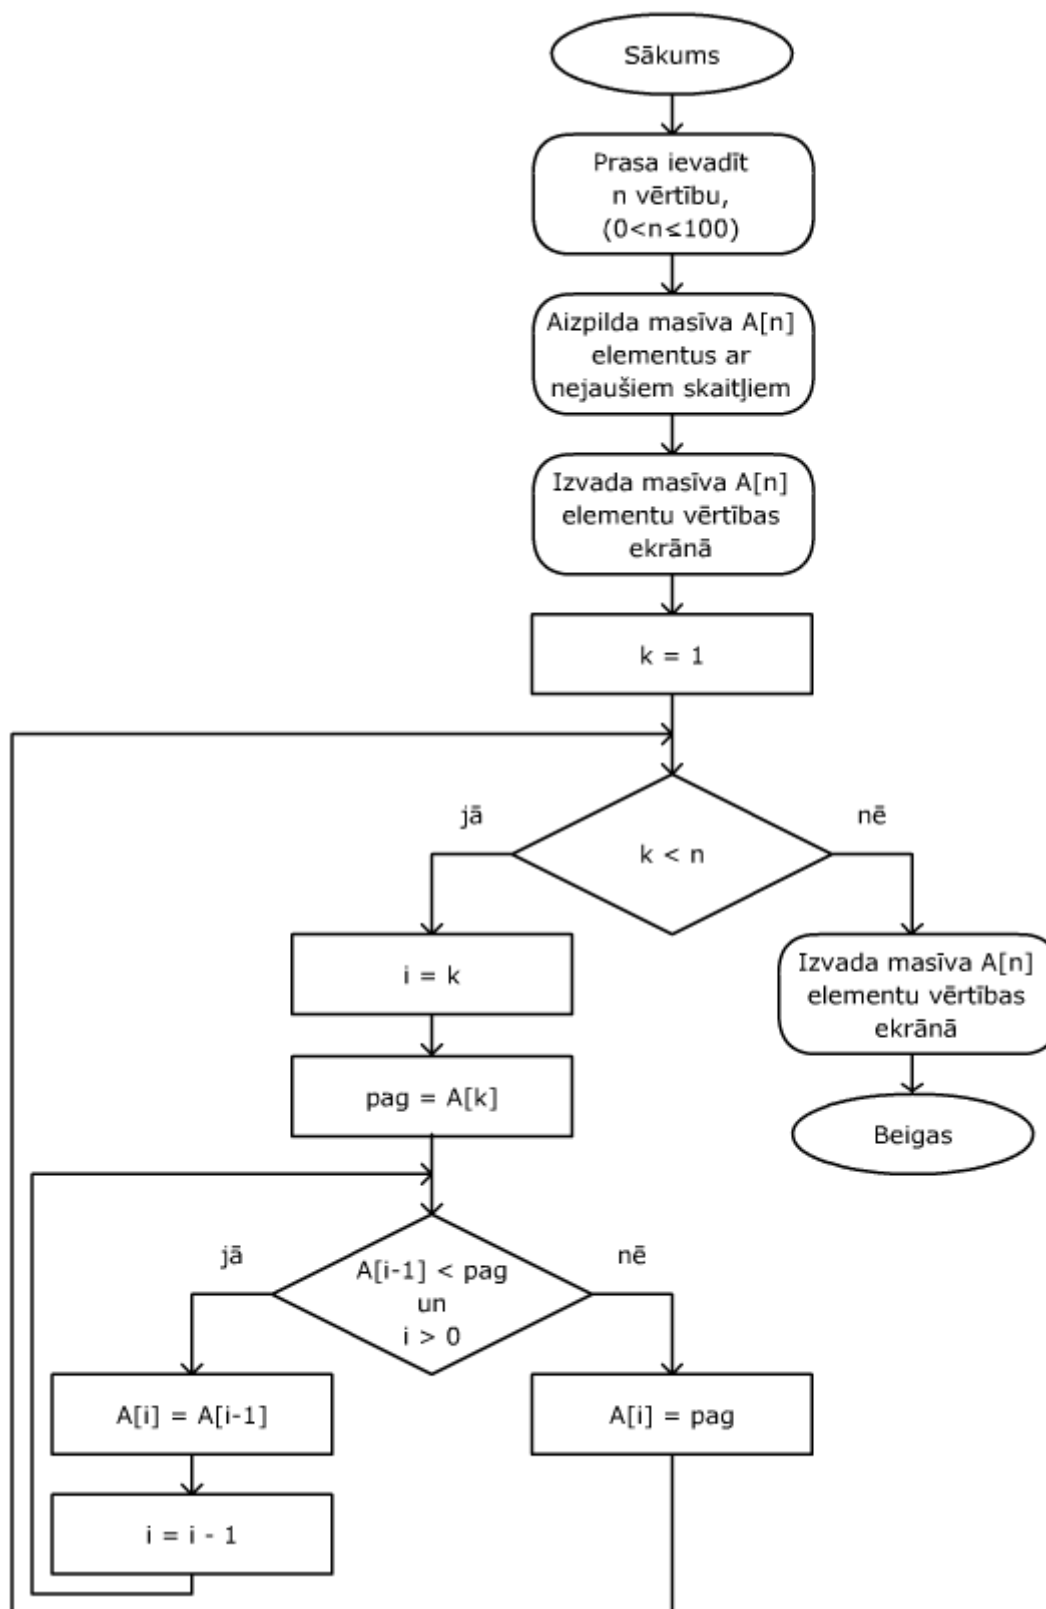 Sākums
Prasa ievadīt
n vērtību,
(0<n≤100)
Aizpilda masīva A[n]
elementus ar
nejaušiem skaitļiem
Izvada masīva A[n]
elementu vērtības
ekrānā
k = 1
jā
nē
k < n
i = k
Izvada masīva A[n]
elementu vērtības
ekrānā
pag = A[k]
Beigas
jā
nē
A[i-1] < pag
un
i > 0
A[i] = A[i-1]
A[i] = pag
i = i - 1